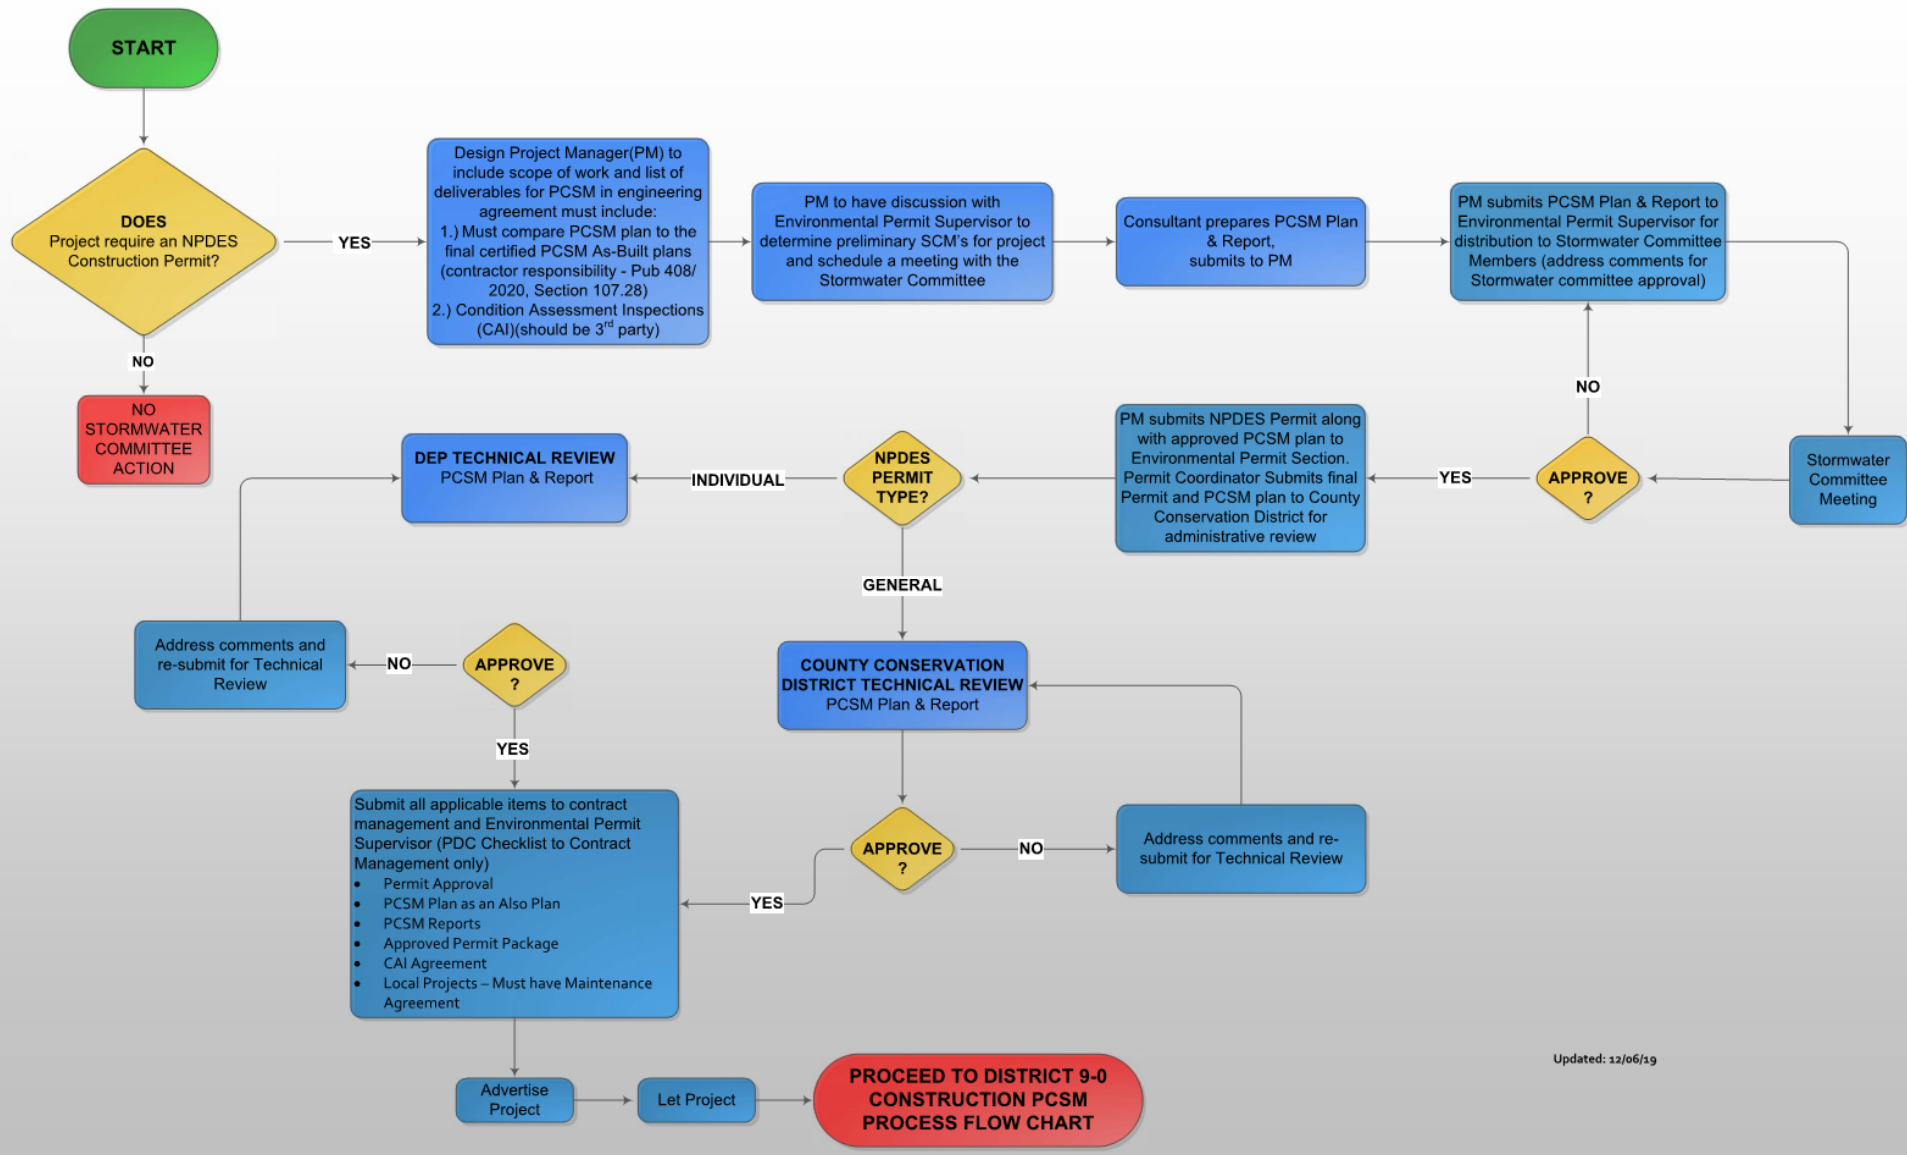 START
DOES
Project require an NPDES
Construction Permit?
YES
Design Project Manager(PM) to
include scope of work and list of
deliverables for PCSM in engineering
agreement must include:
1.) Must compare PCSM plan to the
final certified PCSM As-Built plans
(contractor responsibility - Pub 408/
2020, Section 107.28)
2.) Condition Assessment Inspections
(CAI)(should be 3rd party)
PM to have discussion with
Environmental Permit Supervisor to
determine preliminary SCM's for project
and schedule a meeting with the
Stormwater Committee
Consultant prepares PCSM Plan
& Report,
submits to PM
PM submits PCSM Plan & Report to
Environmental Permit Supervisor for
distribution to Stormwater Committee
Members (address comments for
Stormwater committee approval)
NO
NO
STORMWATER
COMMITTEE
ACTION
NO
Stormwater
Committee
Meeting
APPROVE
?
YES
PM submits NPDES Permit along
with approved PCSM plan to
Environmental Permit Section.
Permit Coordinator Submits final
Permit and PCSM plan to County
Conservation District for
administrative review
NPDES
PERMIT
TYPE?
INDIVIDUAL
DEP TECHNICAL REVIEW
PCSM Plan & Report
GENERAL
Address comments and
re-submit for Technical
Review
NO
APPROVE
?
YES
COUNTY CONSERVATION
DISTRICT TECHNICAL REVIEW
PCSM Plan & Report
APPROVE
?
NO
Address comments and re-
submit for Technical Review
YES
Submit all applicable items to contract
management and Environmental Permit
Supervisor (PDC Checklist to Contract
Management only)
• Permit Approval
• PCSM Plan as an Also Plan
• PCSM Reports
• Approved Permit Package
• CAI Agreement
• Local Projects – Must have Maintenance
Agreement
Advertise
Project
Let Project
PROCEED TO DISTRICT 9-0
CONSTRUCTION PCSM
PROCESS FLOW CHART
Updated: 12/06/19